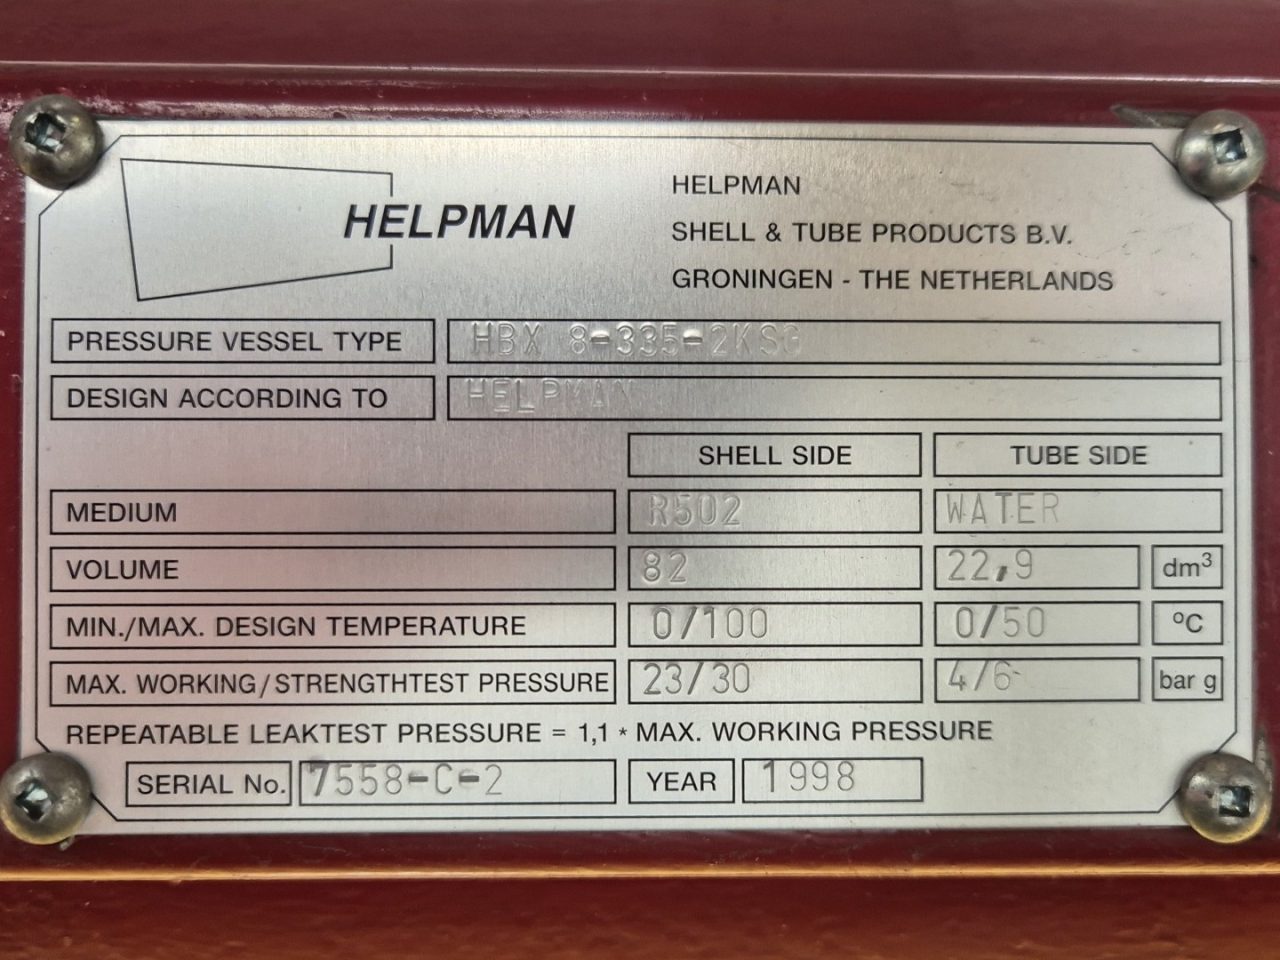 HELPMAN
HELPMAN
SHELL & TUBE PRODUCTS B.V.
GRONINGEN - THE NETHERLANDS
PRESSURE VESSEL TYPE HBX 8-335-2KSG
DESIGN ACCORDING TO HELPMAN
SHELL SIDE TUBE SIDE
MEDIUM R502 WATER
VOLUME 82 22,9 dm³
MIN./MAX. DESIGN TEMPERATURE 0/100 0/50 ºC
MAX. WORKING/STRENGTHTEST PRESSURE 23/30 4/6 bar g
REPEATABLE LEAKTEST PRESSURE = 1,1 * MAX. WORKING PRESSURE
SERIAL No. 7558-C-2 YEAR 1998